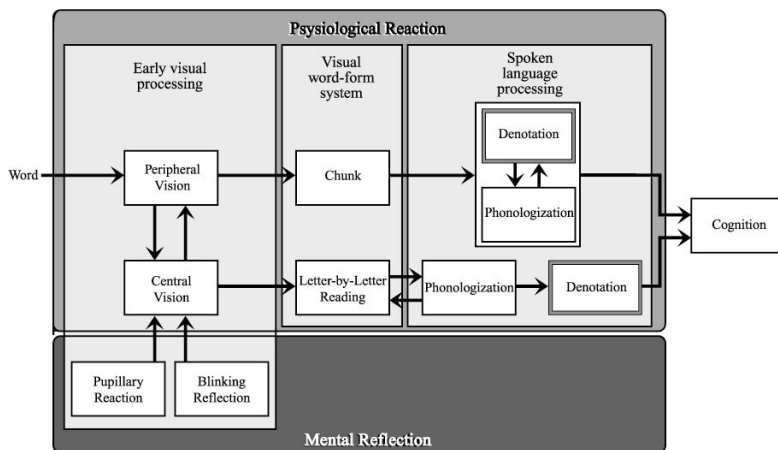 Psysiological Reaction
Early visual
processing
Visual
word-form
system
Spoken
language
processing
Word
Peripheral
Vision
Chunk
Denotation
Phonologization
Cognition
Central
Vision
Letter-by-Letter
Reading
Phonologization
Denotation
Pupillary
Reaction
Blinking
Reflection
Mental Reflection